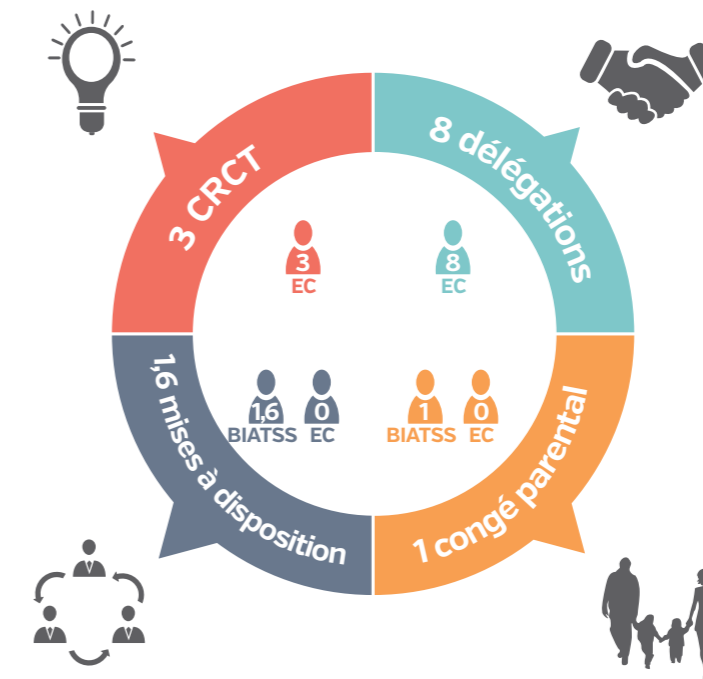 3 CRCT
8 délégations
3
EC
8
EC
1,6 mises à disposition
1,6
BIATSS
0
EC
1
BIATSS
0
EC
1 congé parental